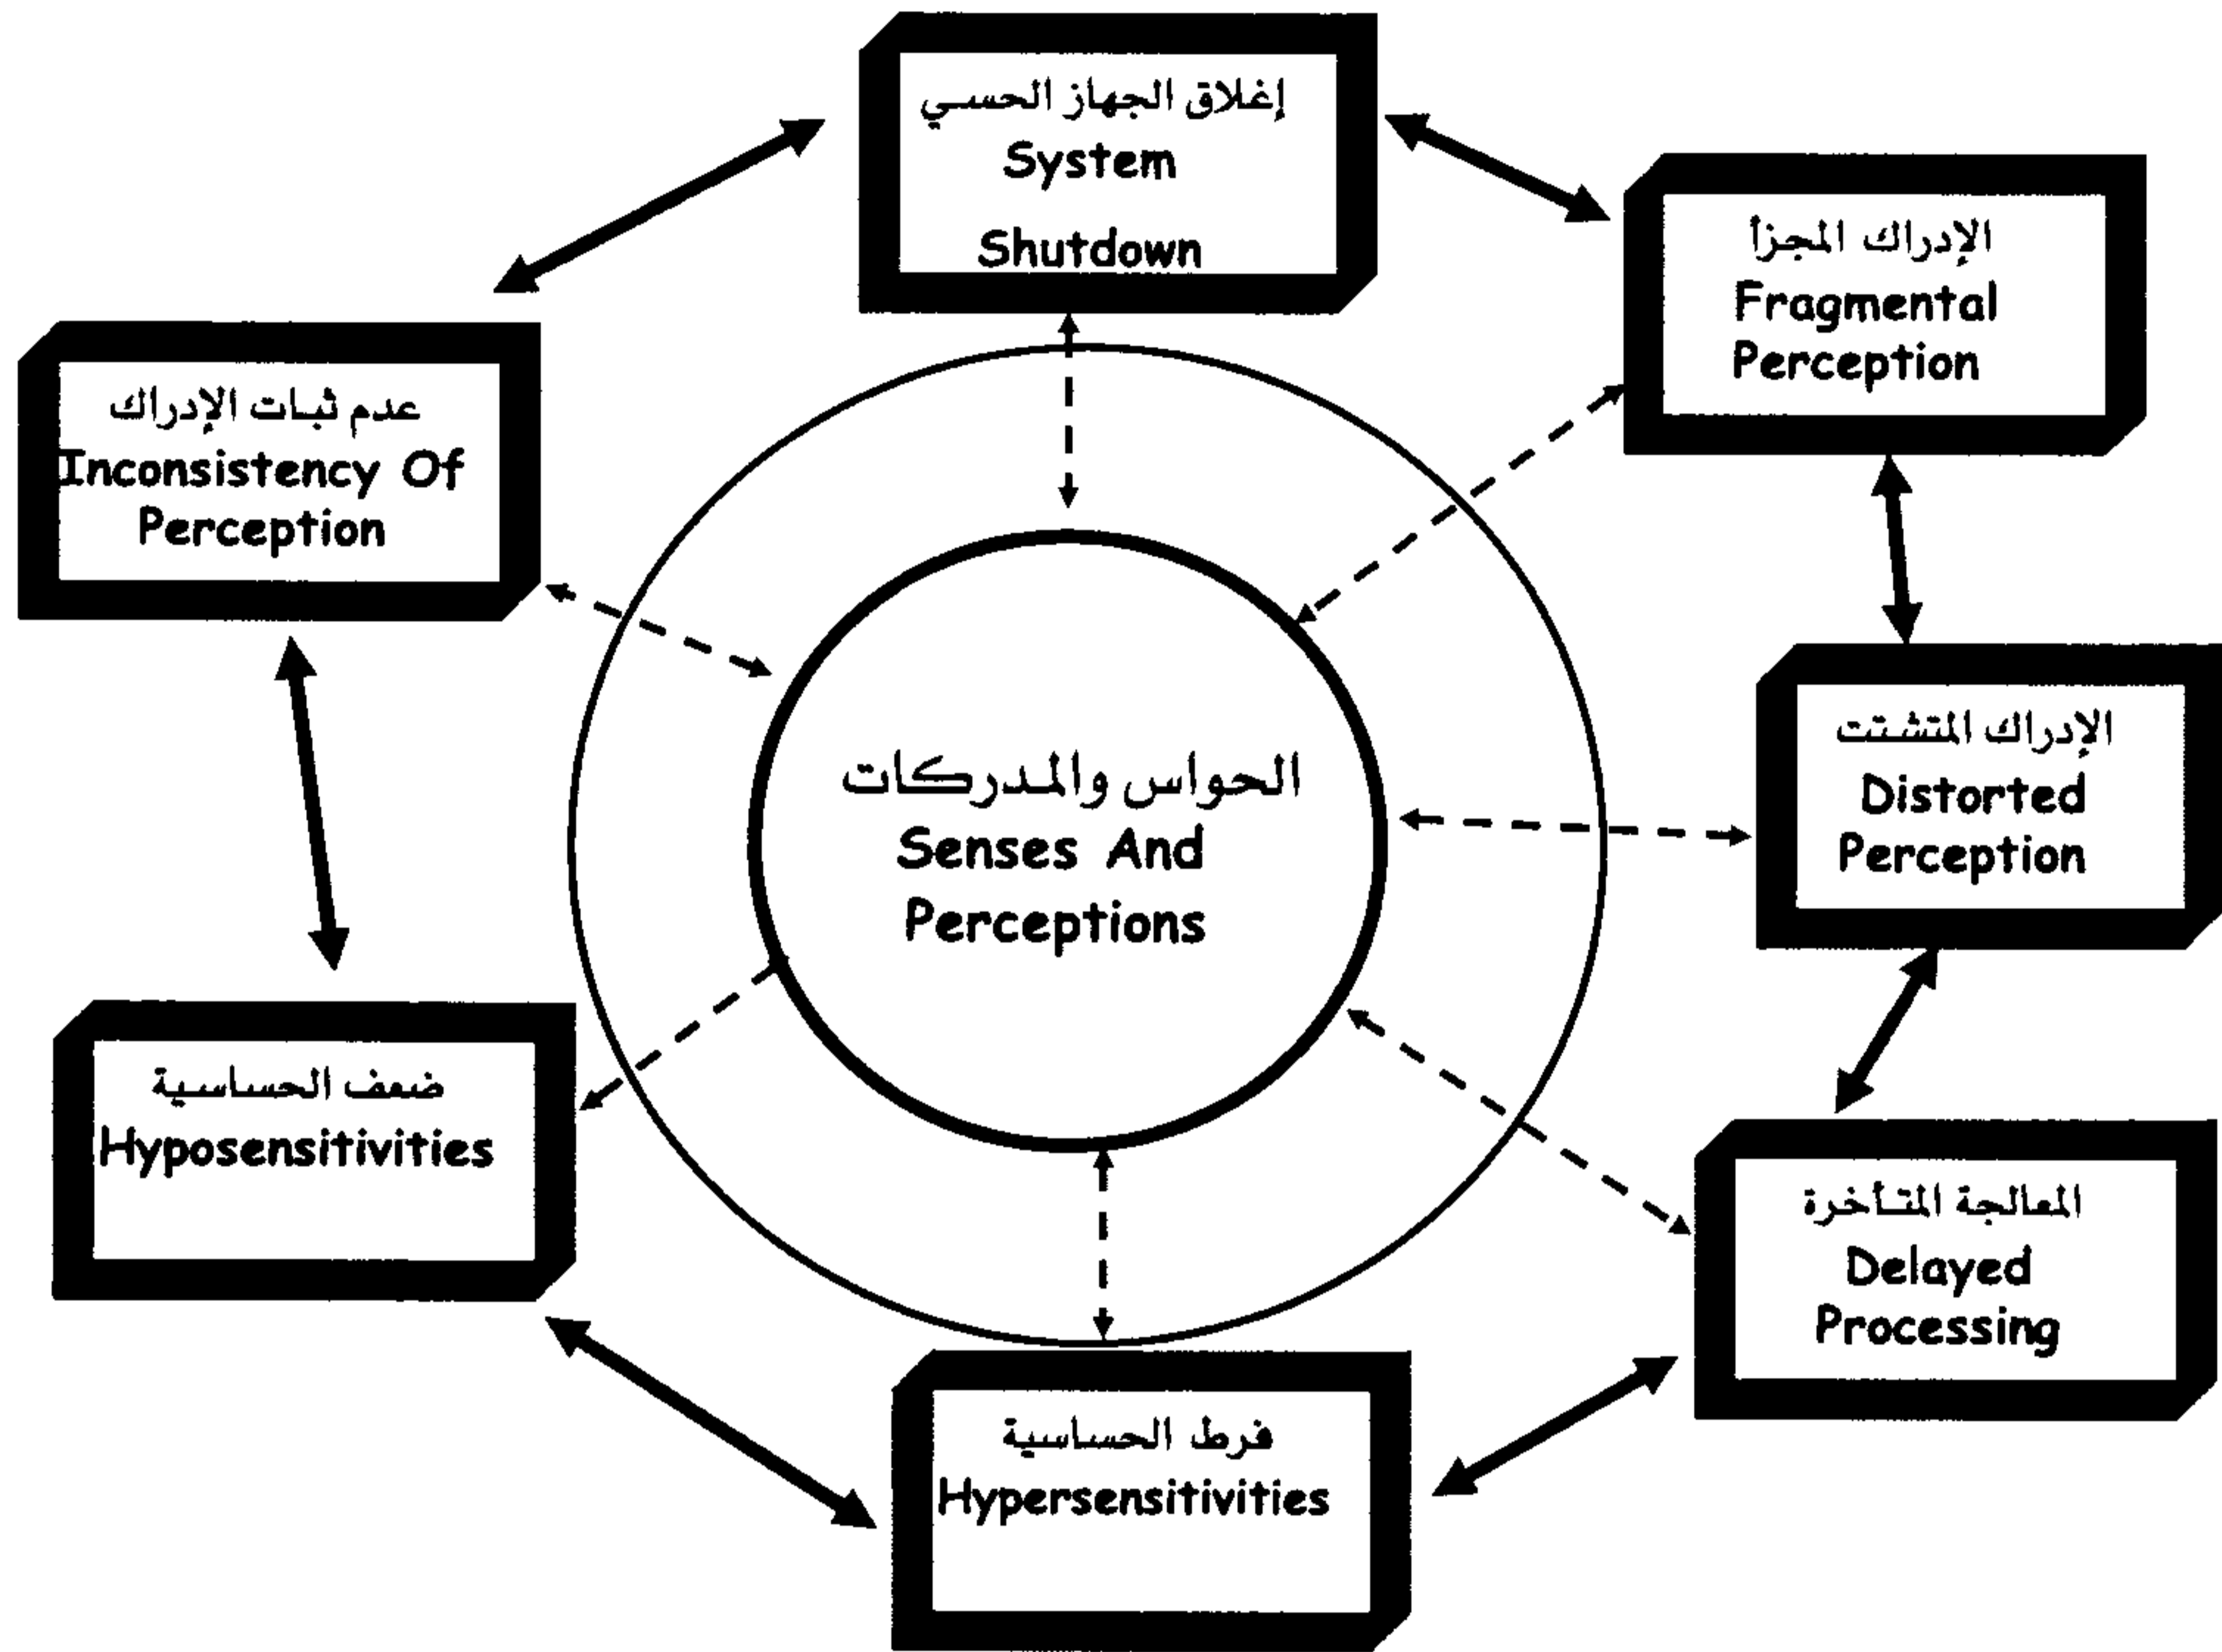 إغلاق الجهاز الحسي
System
Shutdown
الإدراك المجزأ
Fragmental
Perception
عدم ثبات الإدراك
Inconsistency Of
Perception
الإدراك المتشتت
Distorted
Perception
الحواس والمدركات
Senses And
Perceptions
ضعف الحساسية
Hyposensitivities
المعالجة المتأخرة
Delayed
Processing
فرط الحساسية
Hypersensitivities